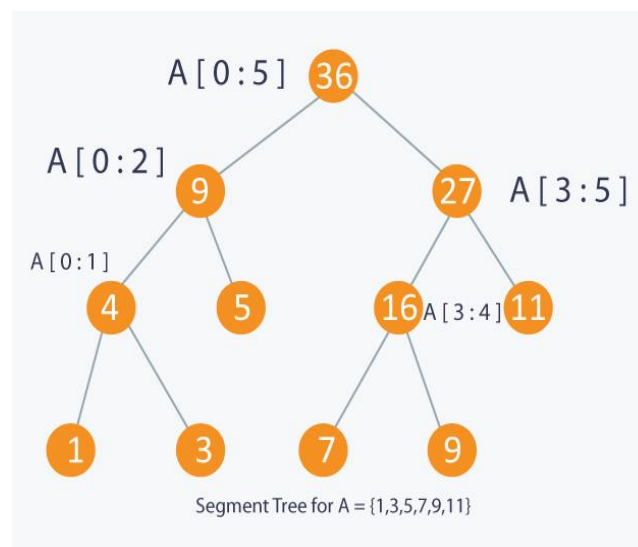 A[0:5] 36
A[0:2] 9 27 A[3:5]
A[0:1]
4 5 16 A[3:4] 11
1 3 7 9
Segment Tree for A = {1,3,5,7,9,11}